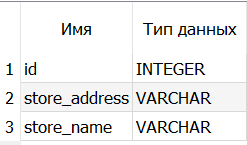 Имя Тип данных
1 id INTEGER
2 store_address VARCHAR
3 store_name VARCHAR